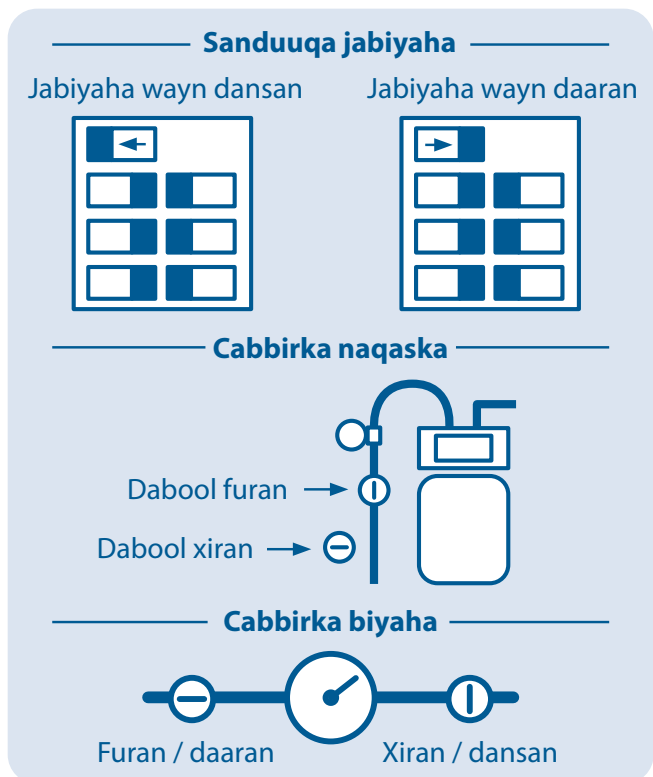 Sanduuqa jabiyaha
Jabiyaha wayn dansan
Jabiyaha wayn daaran
Cabbirka naqaska
Dabool furan
Dabool xiran
Cabbirka biyaha
Furan / daaran
Xiran / dansan